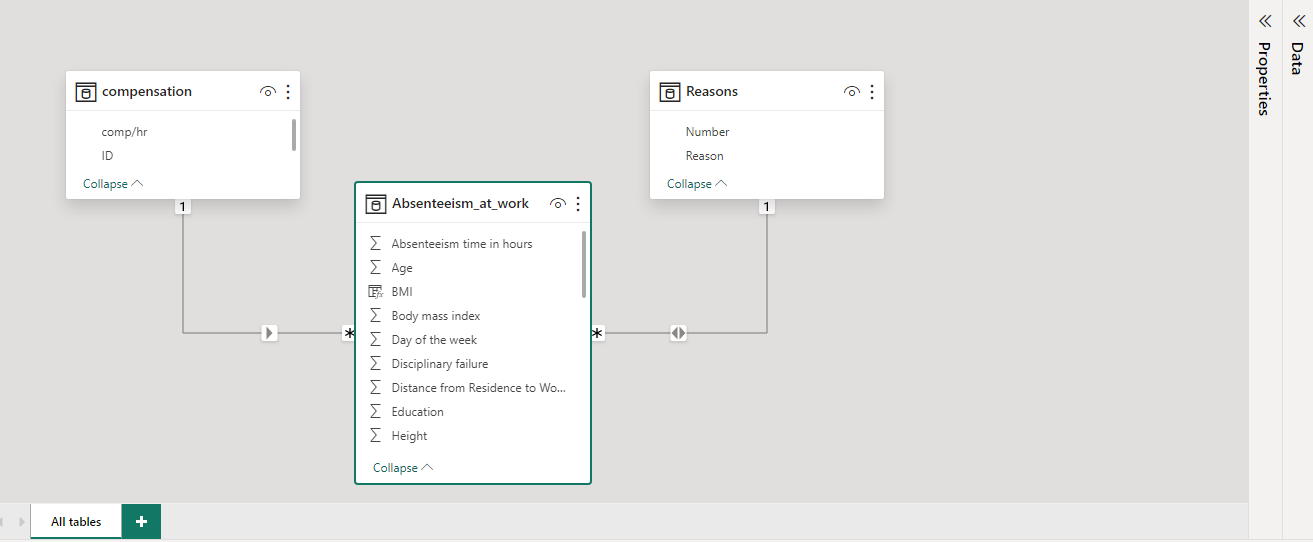 compensation
comp/hr
ID
Collapse
1
Absenteeism_at_work
Absenteeism time in hours
Age
BMI
Body mass index
Day of the week
Disciplinary failure
Distance from Residence to Wo...
Education
Height
Collapse
*
*
Reasons
Number
Reason
Collapse
1
Properties
Data
All tables
+